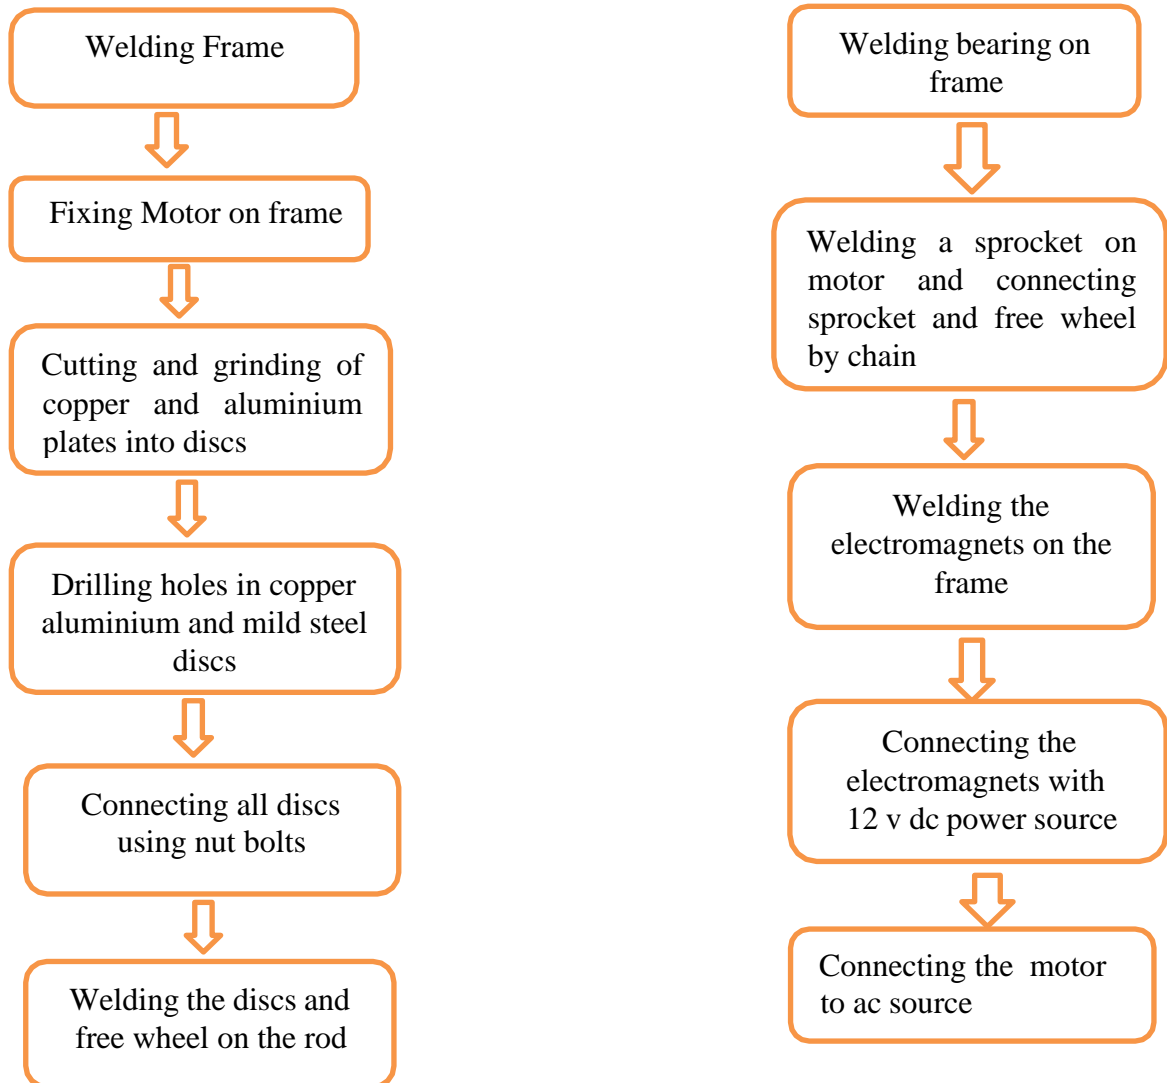 Welding Frame
Fixing Motor on frame
Cutting and grinding of
copper and aluminium
plates into discs
Drilling holes in copper
aluminium and mild steel
discs
Connecting all discs
using nut bolts
Welding the discs and
free wheel on the rod
Welding bearing on
frame
Welding a sprocket on
motor and connecting
sprocket and free wheel
by chain
Welding the
electromagnets on the
frame
Connecting the
electromagnets with
12 v dc power source
Connecting the motor
to ac source